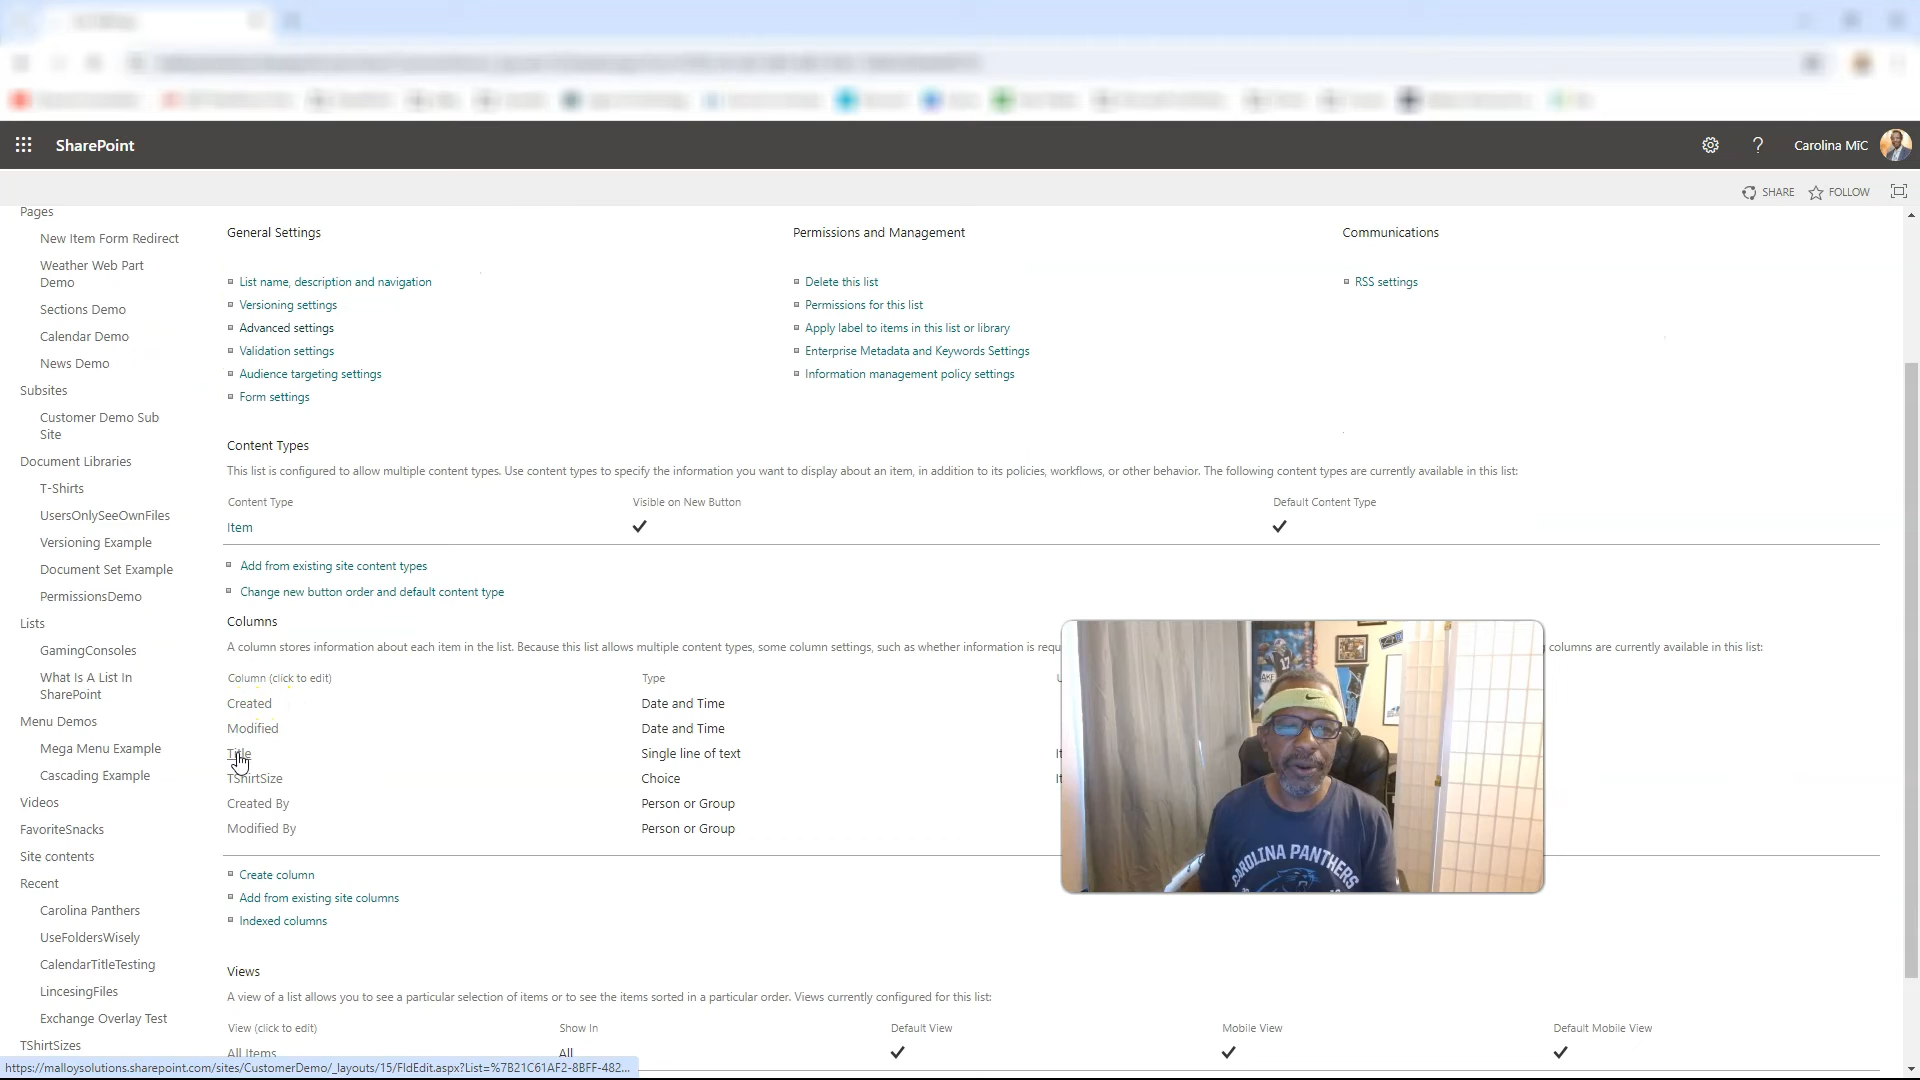 SharePoint
Carolina MiC
SHARE
FOLLOW
Pages
New Item Form Redirect
Weather Web Part
Demo
Sections Demo
Calendar Demo
News Demo
Subsites
Customer Demo Sub
Site
Document Libraries
T-Shirts
UsersOnlySeeOwnFiles
Versioning Example
Document Set Example
PermissionsDemo
Lists
GamingConsoles
What Is A List In
SharePoint
Menu Demos
Mega Menu Example
Cascading Example
Videos
FavoriteSnacks
Site contents
Recent
Carolina Panthers
UseFoldersWisely
CalendarTitleTesting
LincesingFiles
Exchange Overlay Test
TShirtSizes
General Settings
List name, description and navigation
Versioning settings
Advanced settings
Validation settings
Audience targeting settings
Form settings
Permissions and Management
Delete this list
Permissions for this list
Apply label to items in this list or library
Enterprise Metadata and Keywords Settings
Information management policy settings
Communications
RSS settings
Content Types
This list is configured to allow multiple content types. Use content types to specify the information you want to display about an item, in addition to its policies, workflows, or other behavior. The following content types are currently available in this list:
Content Type Visible on New Button Default Content Type
Item
Add from existing site content types
Change new button order and default content type
Columns
A column stores information about each item in the list. Because this list allows multiple content types, some column settings, such as whether information is requ columns are currently available in this list:
Column (click to edit) Type U
Created Date and Time
Modified Date and Time
Title Single line of text It
TShirtSize Choice It
Created By Person or Group
Modified By Person or Group
CAROLINA PANTHERS
17
Create column
Add from existing site columns
Indexed columns
Views
A view of a list allows you to see a particular selection of items or to see the items sorted in a particular order. Views currently configured for this list:
View (click to edit) Show In Default View Mobile View Default Mobile View
All Items All
https://malloysolutions.sharepoint.com/sites/CustomerDemo/_layouts/15/FldEdit.aspx?List=%7B21C61AF2-8BFF-482...